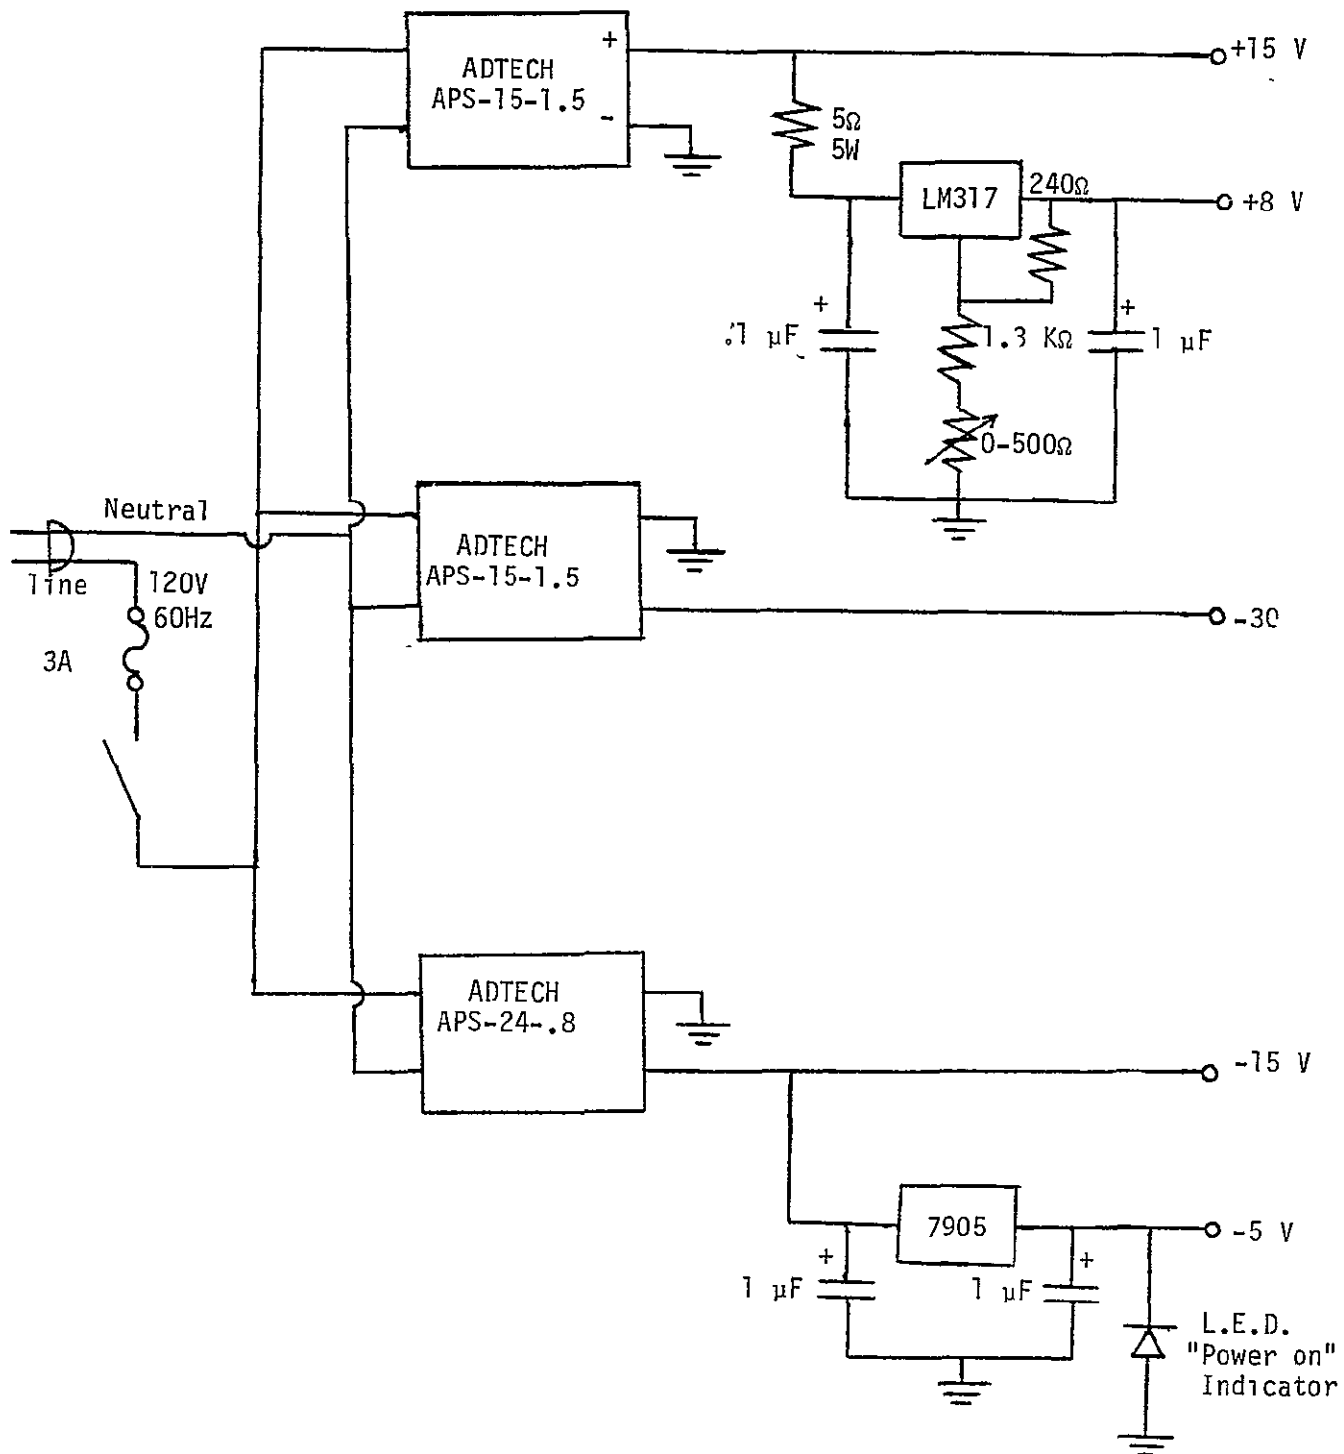 ADTECH
APS-15-1.5
+
-
+15 V
5Ω
5W
LM317
240Ω
+8 V
+
.1 µF
1.3 KΩ
+
1 µF
0-500Ω
Neutral
line
120V
60Hz
3A
ADTECH
APS-15-1.5
-30
ADTECH
APS-24-.8
-15 V
7905
-5 V
+
1 µF
+
1 µF
L.E.D.
"Power on"
Indicator